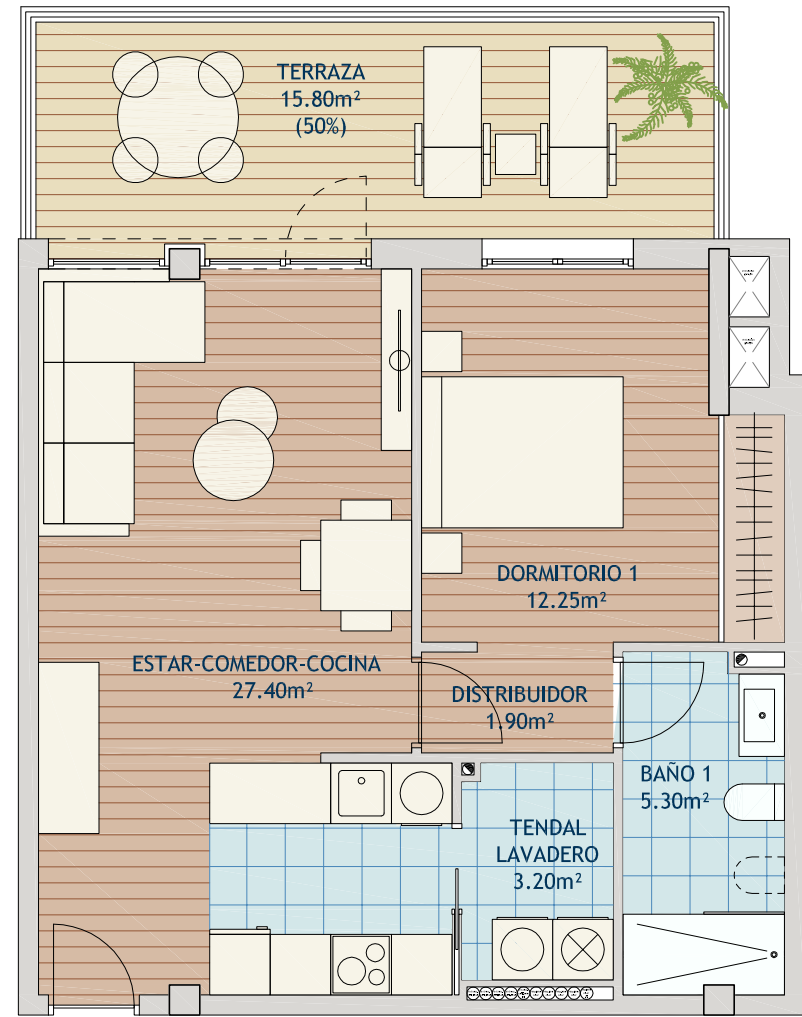 TERRAZA
15.80m²
(50%)
DORMITORIO 1
12.25m²
ESTAR-COMEDOR-COCINA
27.40m²
DISTRIBUIDOR
1.90m²
BAÑO 1
5.30m²
TENDAL
LAVADERO
3.20m²